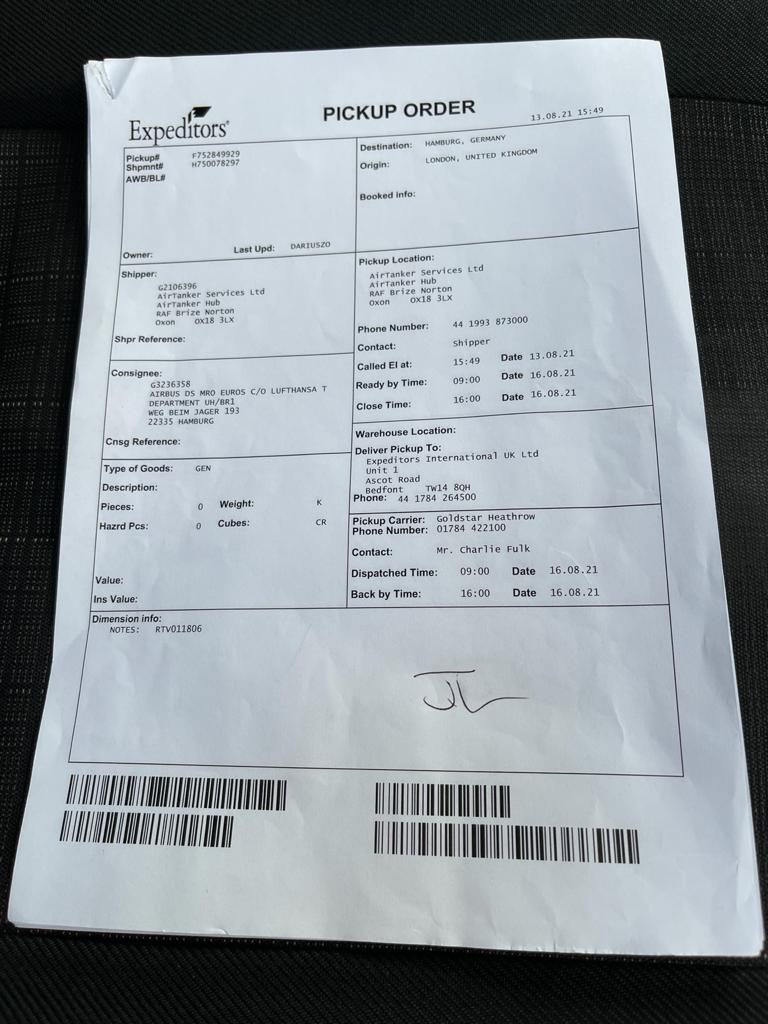 Expeditors®
PICKUP ORDER
13.08.21 15:49
Pickup# F752849929
Shpmnt# H750078297
AWB/BL#
Owner: Last Upd: DARIUSZO
Destination: HAMBURG, GERMANY
Origin: LONDON, UNITED KINGDOM
Booked info:
Shipper:
G2106396
AirTanker Services Ltd
AirTanker Hub
RAF Brize Norton
Oxon OX18 3LX
Shpr Reference:
Pickup Location:
AirTanker Services Ltd
AirTanker Hub
RAF Brize Norton
Oxon OX18 3LX
Phone Number: 44 1993 873000
Contact: Shipper
Called EI at: 15:49 Date 13.08.21
Ready by Time: 09:00 Date 16.08.21
Close Time: 16:00 Date 16.08.21
Consignee:
G3236358
AIRBUS DS MRO EUROS C/O LUFTHANSA T
DEPARTMENT UH/BR1
WEG BEIM JAGER 193
22335 HAMBURG
Cnsg Reference:
Warehouse Location:
Deliver Pickup To:
Expeditors International UK Ltd
Unit 1
Ascot Road
Bedfont TW14 8QH
Phone: 44 1784 264500
Type of Goods: GEN
Description:
Pieces: 0 Weight: K
Hazrd Pcs: 0 Cubes: CR
Value:
Ins Value:
Pickup Carrier: Goldstar Heathrow
Phone Number: 01784 422100
Contact: Mr. Charlie Fulk
Dispatched Time: 09:00 Date 16.08.21
Back by Time: 16:00 Date 16.08.21
Dimension info:
NOTES: RTV011806